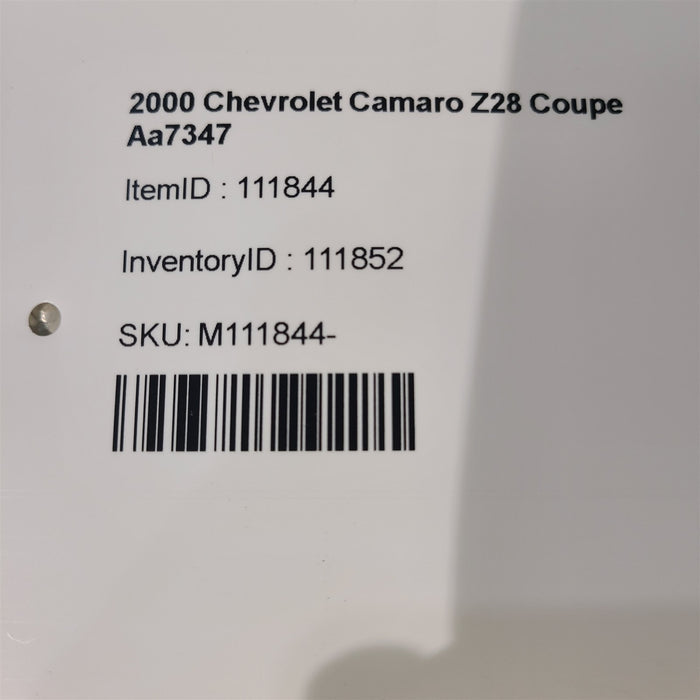 2000 Chevrolet Camaro Z28 Coupe
Aa7347
ItemID : 111844
InventoryID : 111852
SKU: M111844-